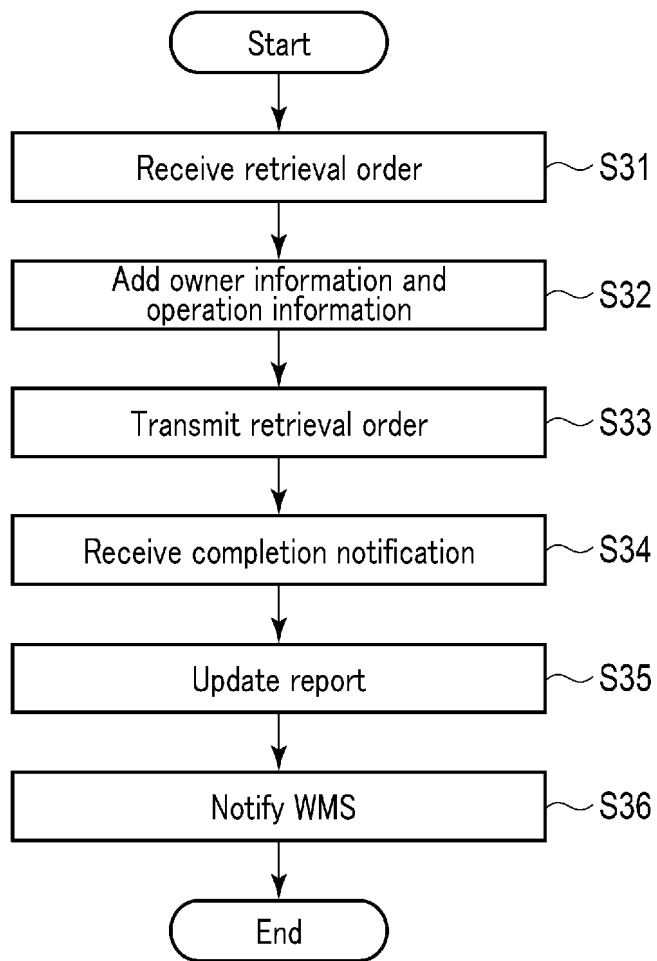 Start
Receive retrieval order
S31
Add owner information and
operation information
S32
Transmit retrieval order
S33
Receive completion notification
S34
Update report
S35
Notify WMS
S36
End